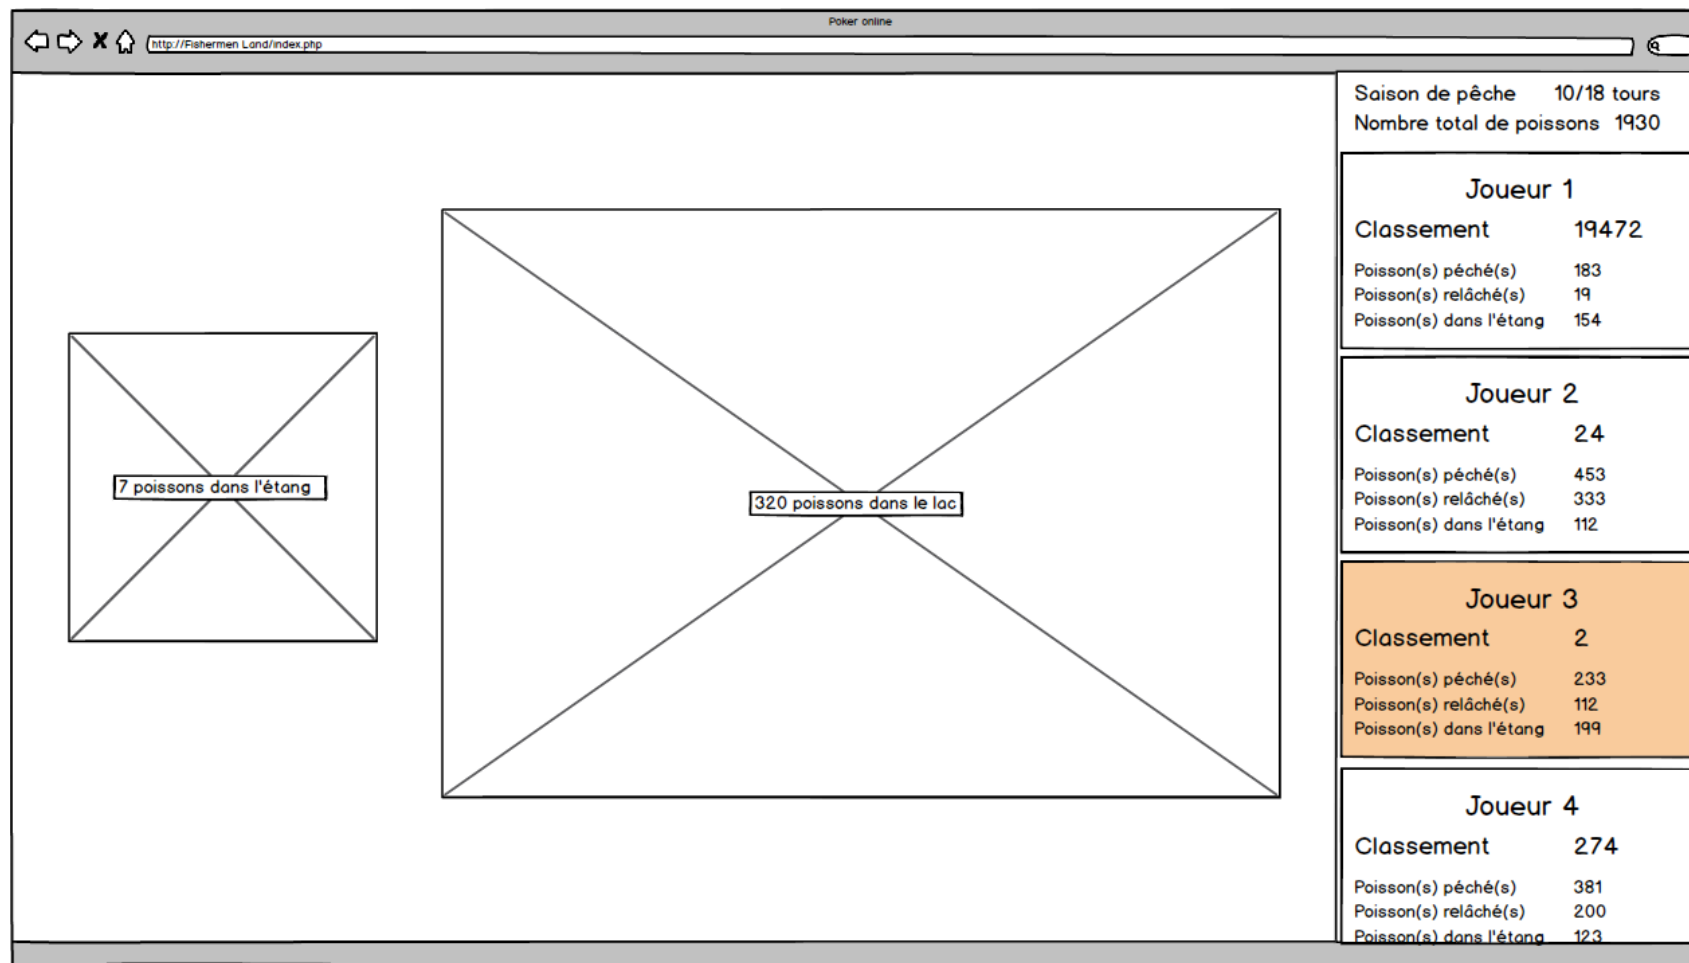 Poker online
http://Fishermen Land/index.php
7 poissons dans l'étang
320 poissons dans le lac
Saison de pêche 10/18 tours
Nombre total de poissons 1930
Joueur 1
Classement 19472
Poisson(s) péché(s) 183
Poisson(s) relâché(s) 19
Poisson(s) dans l'étang 154
Joueur 2
Classement 24
Poisson(s) péché(s) 453
Poisson(s) relâché(s) 333
Poisson(s) dans l'étang 112
Joueur 3
Classement 2
Poisson(s) péché(s) 233
Poisson(s) relâché(s) 112
Poisson(s) dans l'étang 199
Joueur 4
Classement 274
Poisson(s) péché(s) 381
Poisson(s) relâché(s) 200
Poisson(s) dans l'étang 123